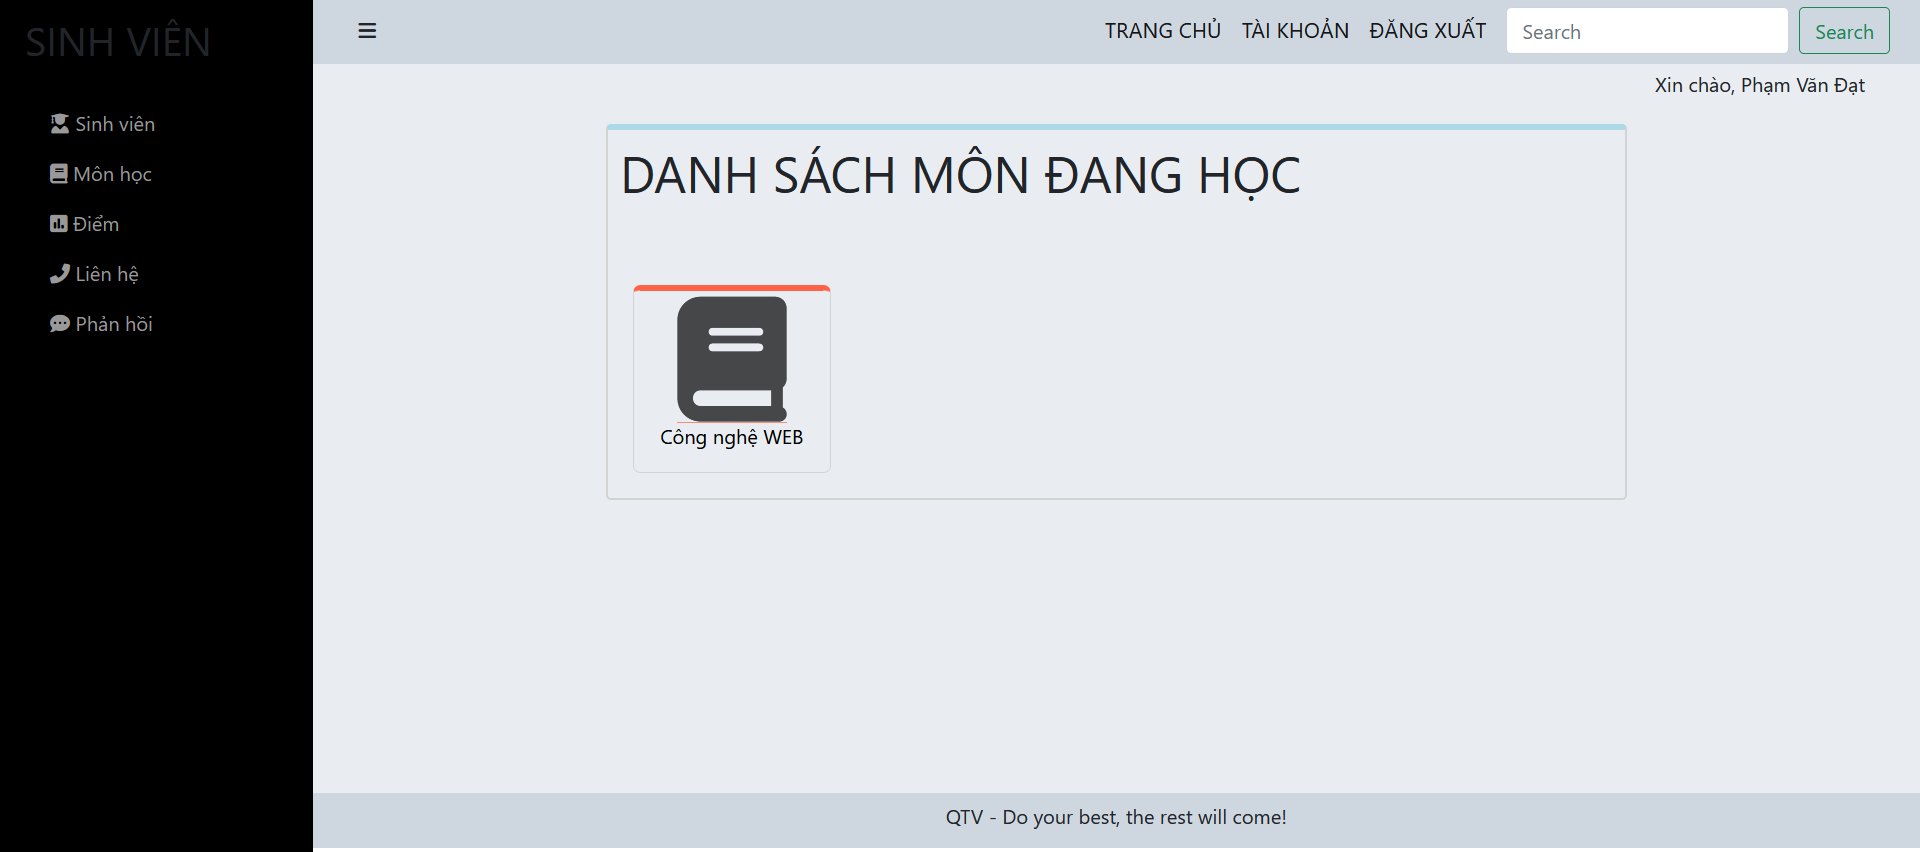 SINH VIÊN
Sinh viên
Môn học
Điểm
Liên hệ
Phản hồi
TRANG CHỦ TÀI KHOẢN ĐĂNG XUẤT Search Search
Xin chào, Phạm Văn Đạt
DANH SÁCH MÔN ĐANG HỌC
Công nghệ WEB
QTV - Do your best, the rest will come!